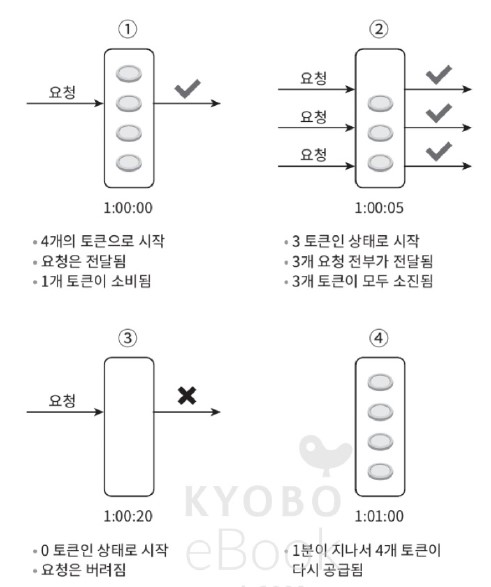 ①
요청
1:00:00
• 4개의 토큰으로 시작
• 요청은 전달됨
• 1개 토큰이 소비됨
②
요청
요청
요청
1:00:05
• 3 토큰인 상태로 시작
• 3개 요청 전부가 전달됨
• 3개 토큰이 모두 소진됨
③
요청
1:00:20
• 0 토큰인 상태로 시작
• 요청은 버려짐
④
1:01:00
• 1분이 지나서 4개 토큰이
다시 공급됨
KYOBO
eBook